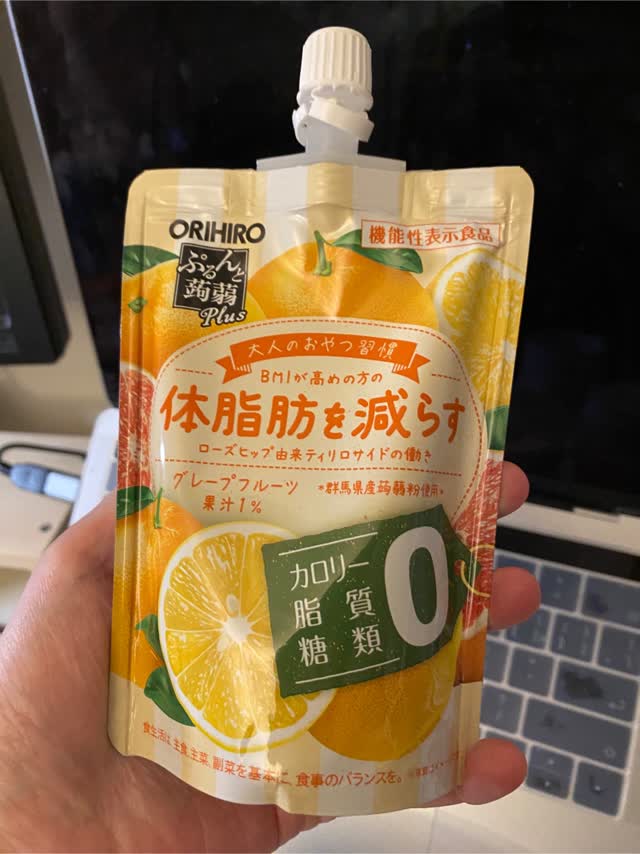 ORIHIRO
機能性表示食品
ぷるんと
蒟蒻
Plus
大人のおやつ習慣
BMIが高めの方の
体脂肪を減らす
ローズヒップ由来ティリロサイドの働き
グレープフルーツ
果汁1%
*群馬県産蒟蒻粉使用*
カロリー
脂質
糖類
0
食生活は、主食、主菜、副菜を基本に、食事のバランスを。